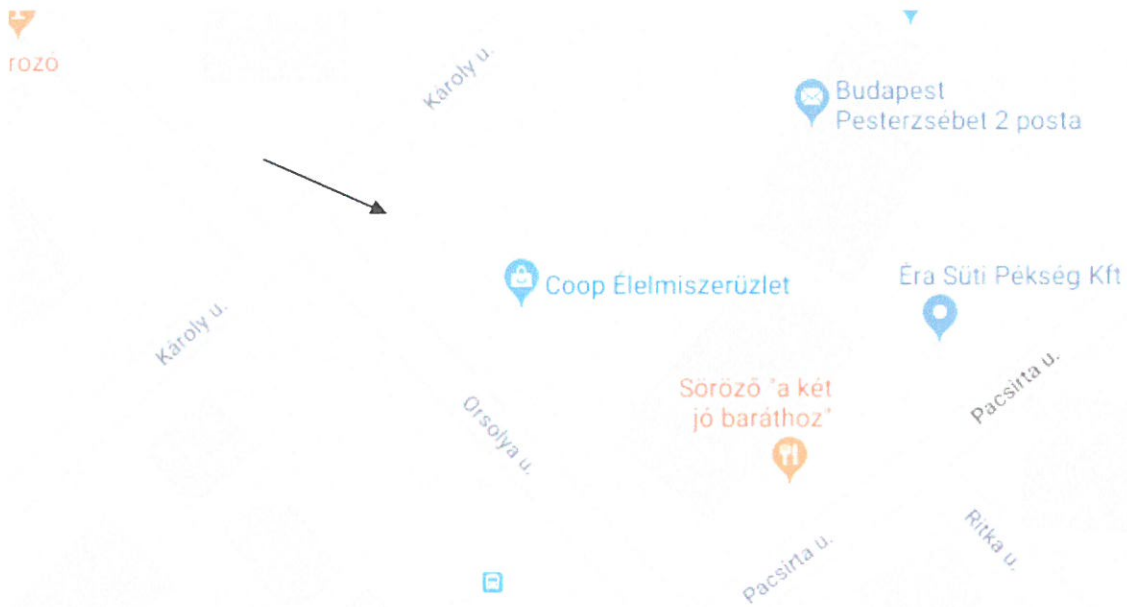 rozó
Károly u.
Budapest
Pesterzsébet 2 posta
Coop Élelmiszerüzlet
Éra Süti Pékség Kft
Károly u.
Söröző "a két
jó baráthoz"
Pacsirta u.
Orsolya u.
Ritka u.
Pacsirta u.